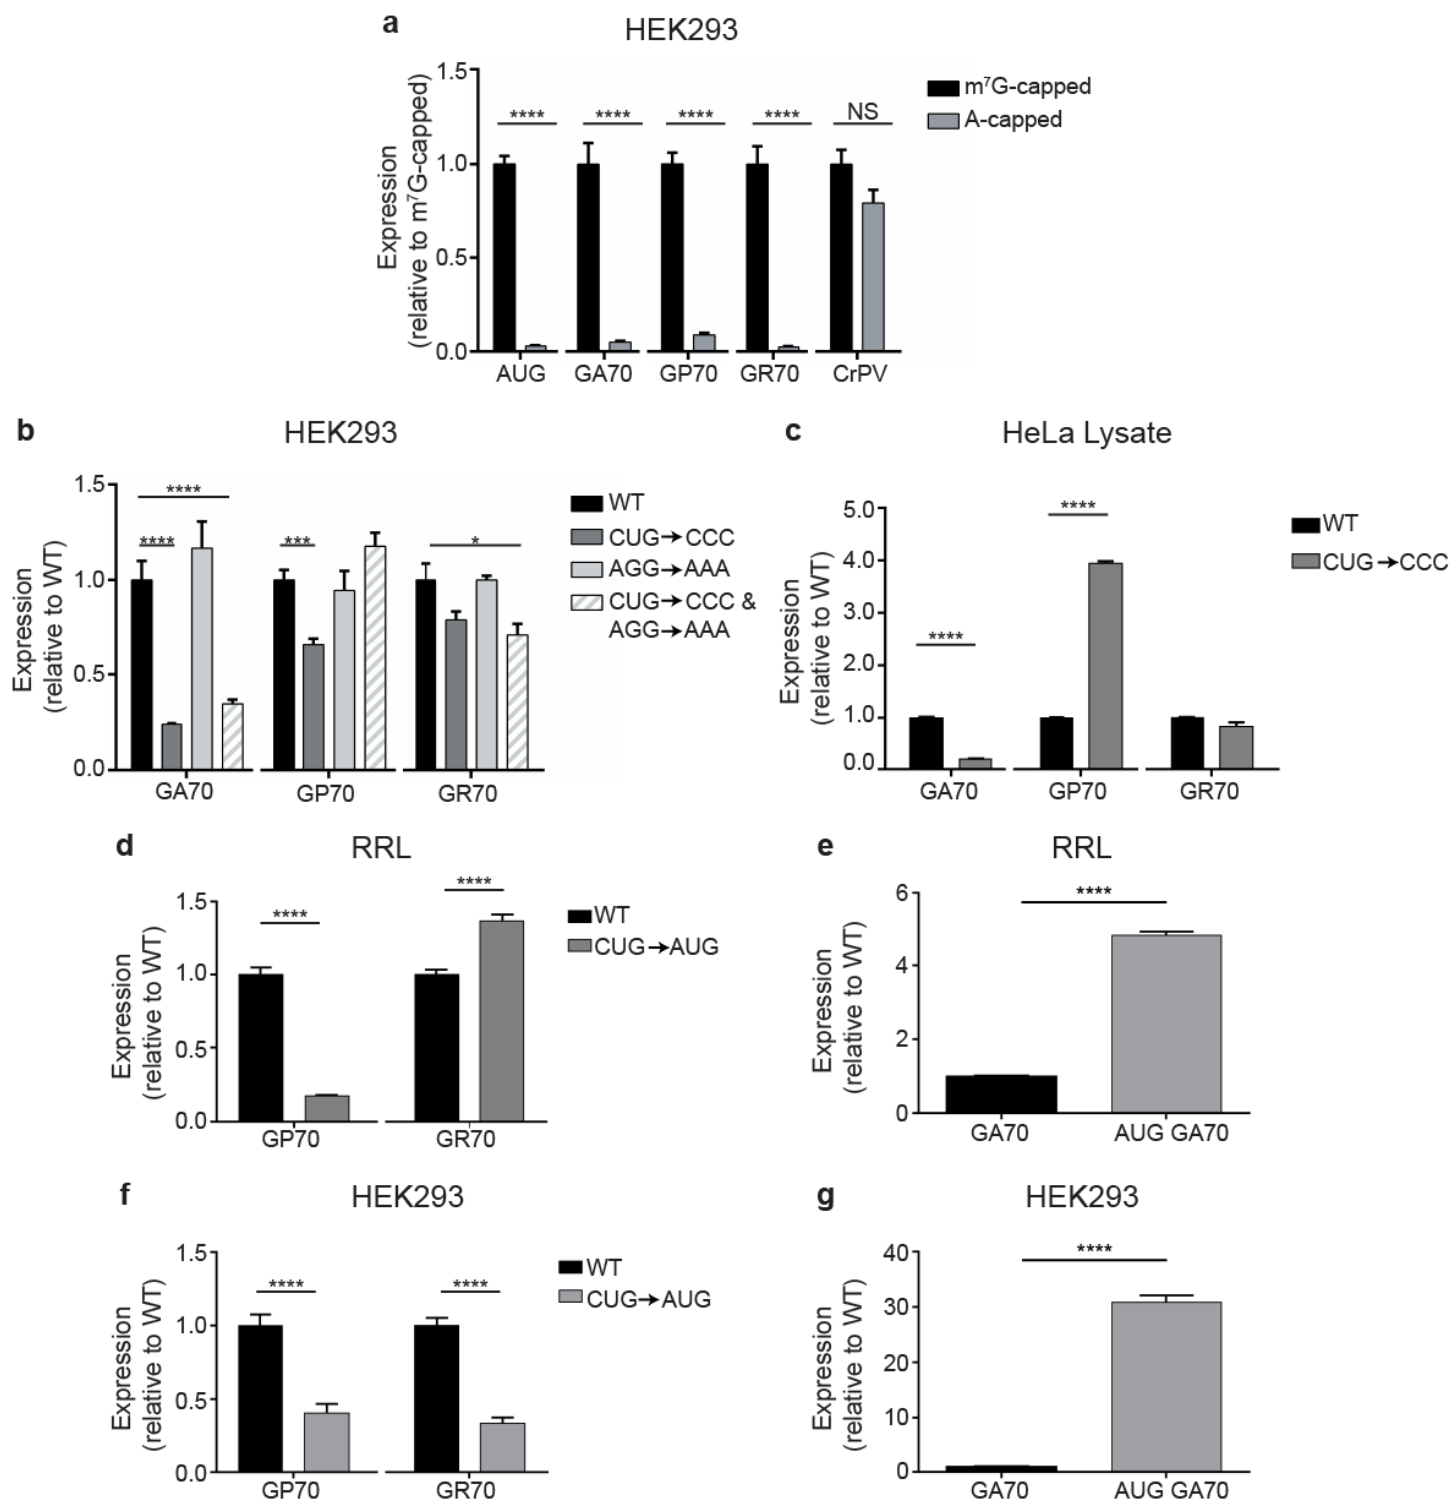 a
HEK293
Expression
(relative to m⁷G-capped)
1.5
1.0
0.5
0.0
****
****
****
****
NS
AUG
GA70
GP70
GR70
CrPV
m⁷G-capped
A-capped
b
HEK293
Expression
(relative to WT)
1.5
1.0
0.5
0.0
****
****
***
*
GA70
GP70
GR70
WT
CUG→CCC
AGG→AAA
CUG→CCC &
AGG→AAA
c
HeLa Lysate
Expression
(relative to WT)
5.0
4.0
3.0
2.0
1.0
0.0
****
****
GA70
GP70
GR70
WT
CUG→CCC
d
RRL
Expression
(relative to WT)
1.5
1.0
0.5
0.0
****
****
GP70
GR70
WT
CUG→AUG
e
RRL
Expression
(relative to WT)
6
4
2
0
****
GA70
AUG GA70
f
HEK293
Expression
(relative to WT)
1.5
1.0
0.5
0.0
****
****
GP70
GR70
WT
CUG→AUG
g
HEK293
Expression
(relative to WT)
40
30
20
10
0
****
GA70
AUG GA70